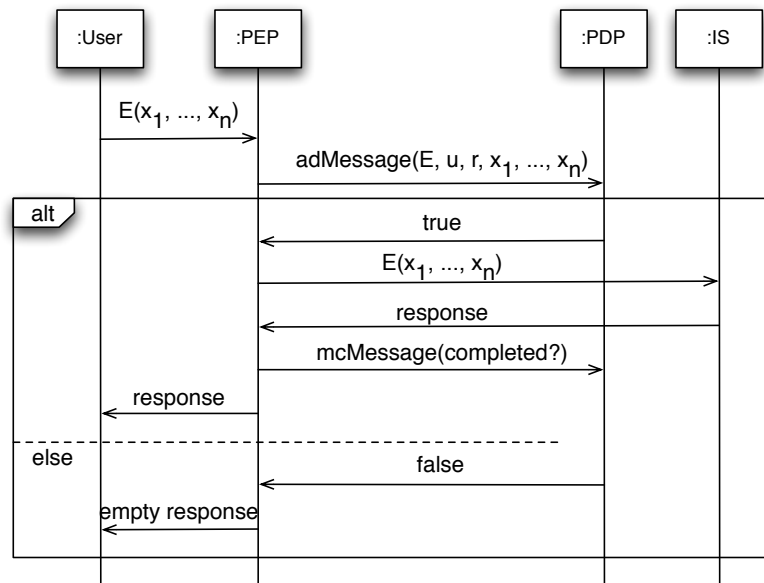 :User
:PEP
:PDP
:IS
E(x1, ..., xn)
adMessage(E, u, r, x1, ..., xn)
alt
true
E(x1, ..., xn)
response
mcMessage(completed?)
response
else
false
empty response